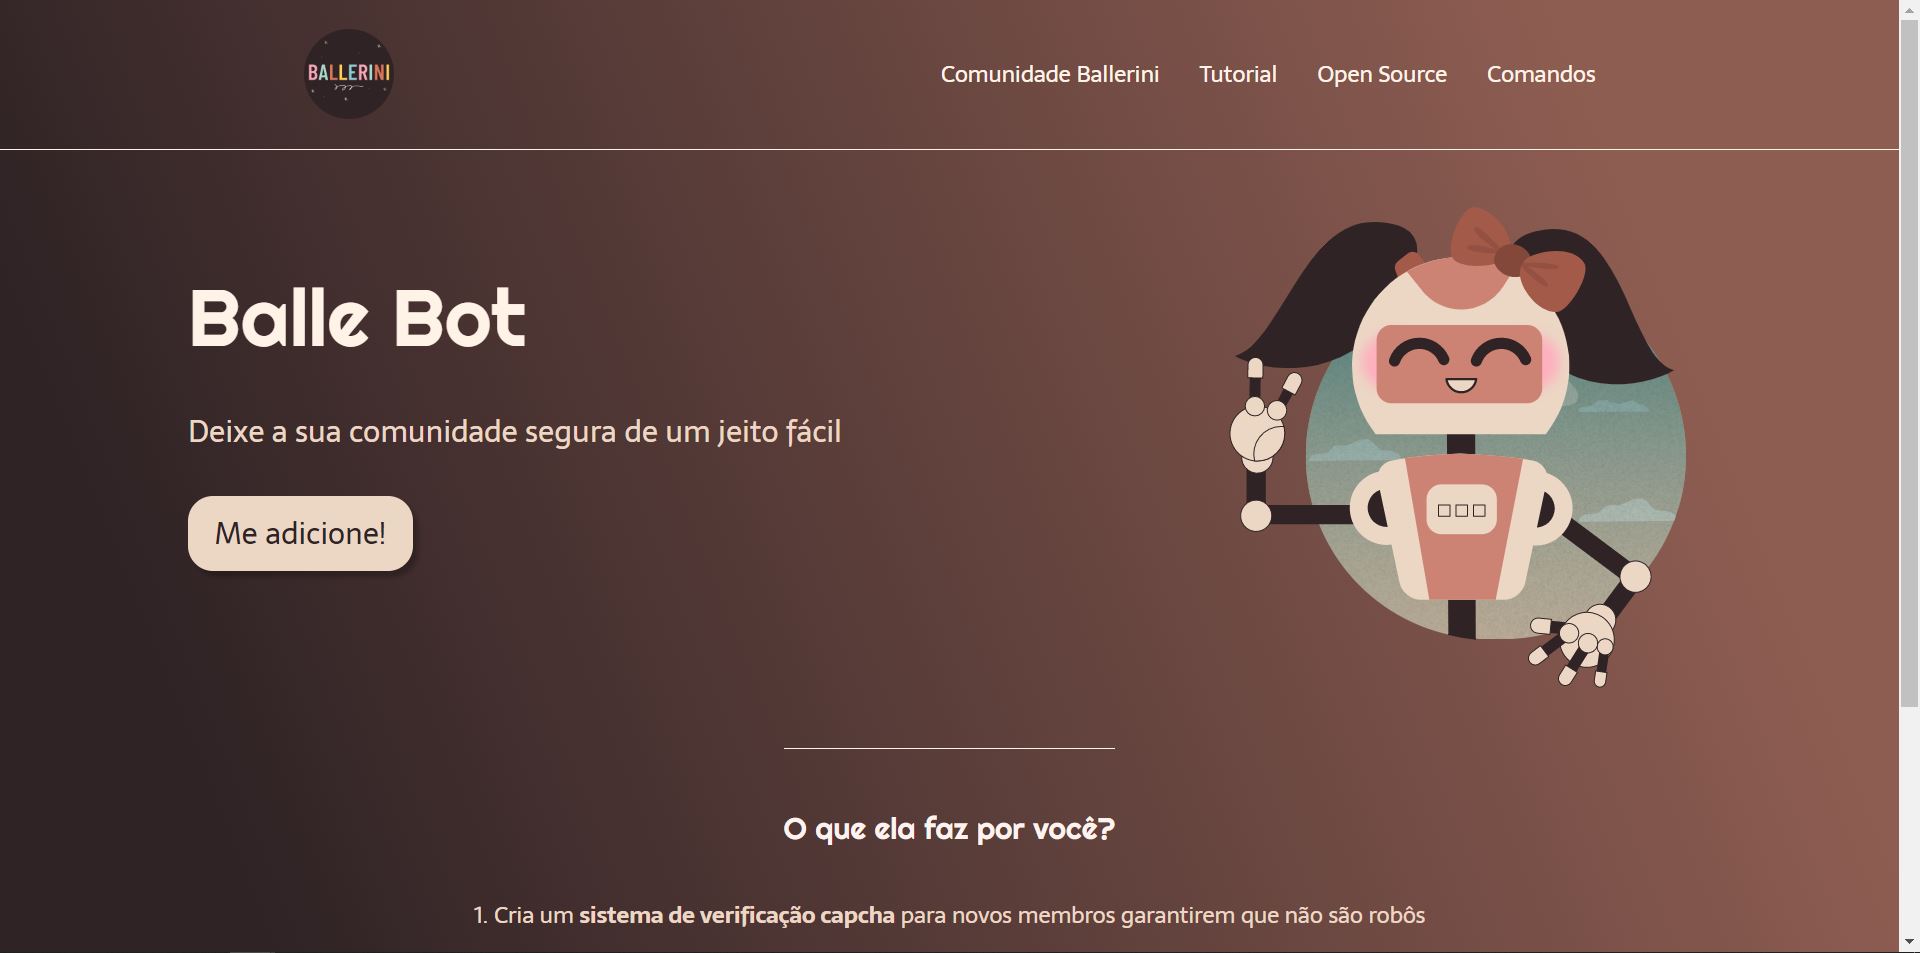 BALLERINI
Comunidade Ballerini
Tutorial
Open Source
Comandos
Balle Bot
Deixe a sua comunidade segura de um jeito fácil
Me adicione!
O que ela faz por você?
1. Cria um sistema de verificação capcha para novos membros garantirem que não são robôs